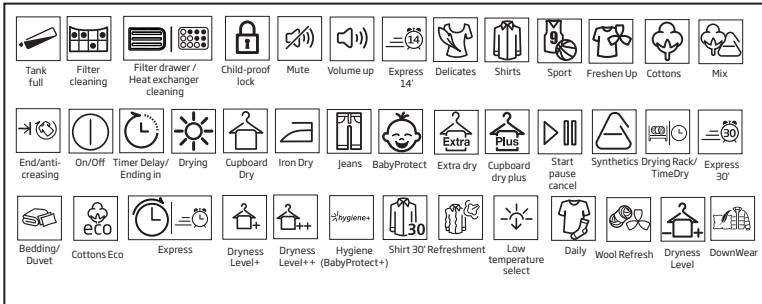 14
9
Tank
full
Filter
cleaning
Filter drawer /
Heat exchanger
cleaning
Child-proof
lock
Mute
Volume up
Express
14'
Delicates
Shirts
Sport
Freshen Up
Cottons
Mix
Extra
Plus
30
End/anti-
creasing
On/Off
Timer Delay/
Ending in
Drying
Cupboard
Dry
Iron Dry
Jeans
BabyProtect
Extra dry
Cupboard
dry plus
Start
pause
cancel
Synthetics
Drying Rack/
TimeDry
Express
30'
eco
+
++
hygiene+
30
- +
Bedding/
Duvet
Cottons Eco
Express
Dryness
Level+
Dryness
Level++
Hygiene
(BabyProtect+)
Shirt 30'
Refreshment
Low
temperature
select
Daily
Wool Refresh
Dryness
Level
DownWear